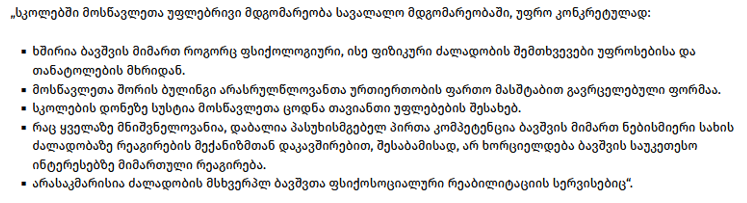 „სკოლებში მოსწავლეთა უფლებრივი მდგომარეობა სავალალო მდგომარეობაში, უფრო კონკრეტულად:
▪ ხშირია ბავშვის მიმართ როგორც ფსიქოლოგიური, ისე ფიზიკური ძალადობის შემთხვევები უფროსებისა და
თანატოლების მხრიდან.
▪ მოსწავლეთა შორის ბულინგი არასრულწლოვანთა ურთიერთობის ფართო მასშტაბით გავრცელებული ფორმაა.
▪ სკოლების დონეზე სუსტია მოსწავლეთა ცოდნა თავიანთი უფლებების შესახებ.
▪ რაც ყველაზე მნიშვნელოვანია, დაბალია პასუხისმგებელ პირთა კომპეტენცია ბავშვის მიმართ ნებისმიერი სახის
ძალადობაზე რეაგირების მექანიზმთან დაკავშირებით, შესაბამისად, არ ხორციელდება ბავშვის საუკეთესო
ინტერესებზე მიმართული რეაგირება.
▪ არასაკმარისია ძალადობის მსხვერპლ ბავშვთა ფსიქოსოციალური რეაბილიტაციის სერვისებიც“.